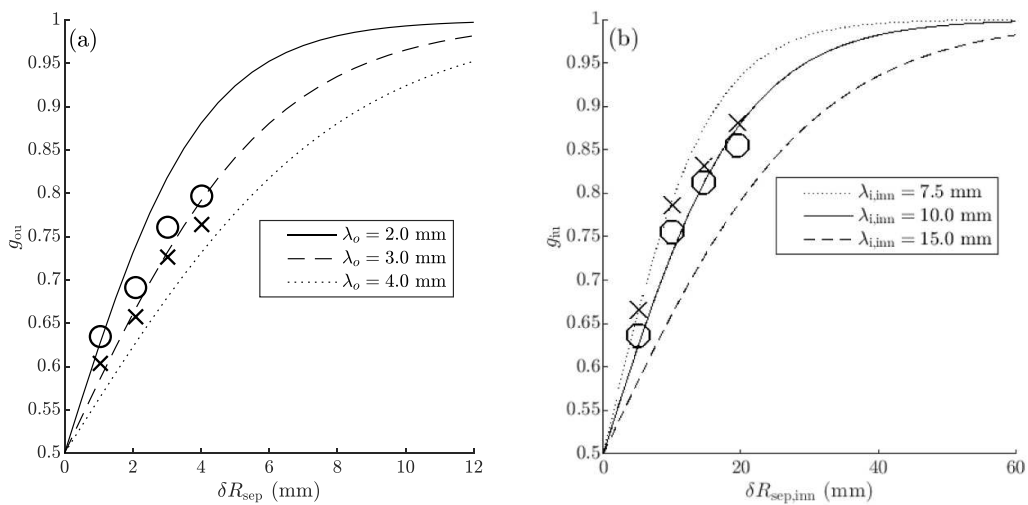 (a)
1
0.95
0.9
0.85
0.8
0.75
0.7
0.65
0.6
0.55
0.5
g_ou
0 2 4 6 8 10 12
δR_sep (mm)
λ_o = 2.0 mm
λ_o = 3.0 mm
λ_o = 4.0 mm
(b)
1
0.95
0.9
0.85
0.8
0.75
0.7
0.65
0.6
0.55
0.5
g_iu
0 20 40 60
δR_sep,inn (mm)
λ_i,inn = 7.5 mm
λ_i,inn = 10.0 mm
λ_i,inn = 15.0 mm